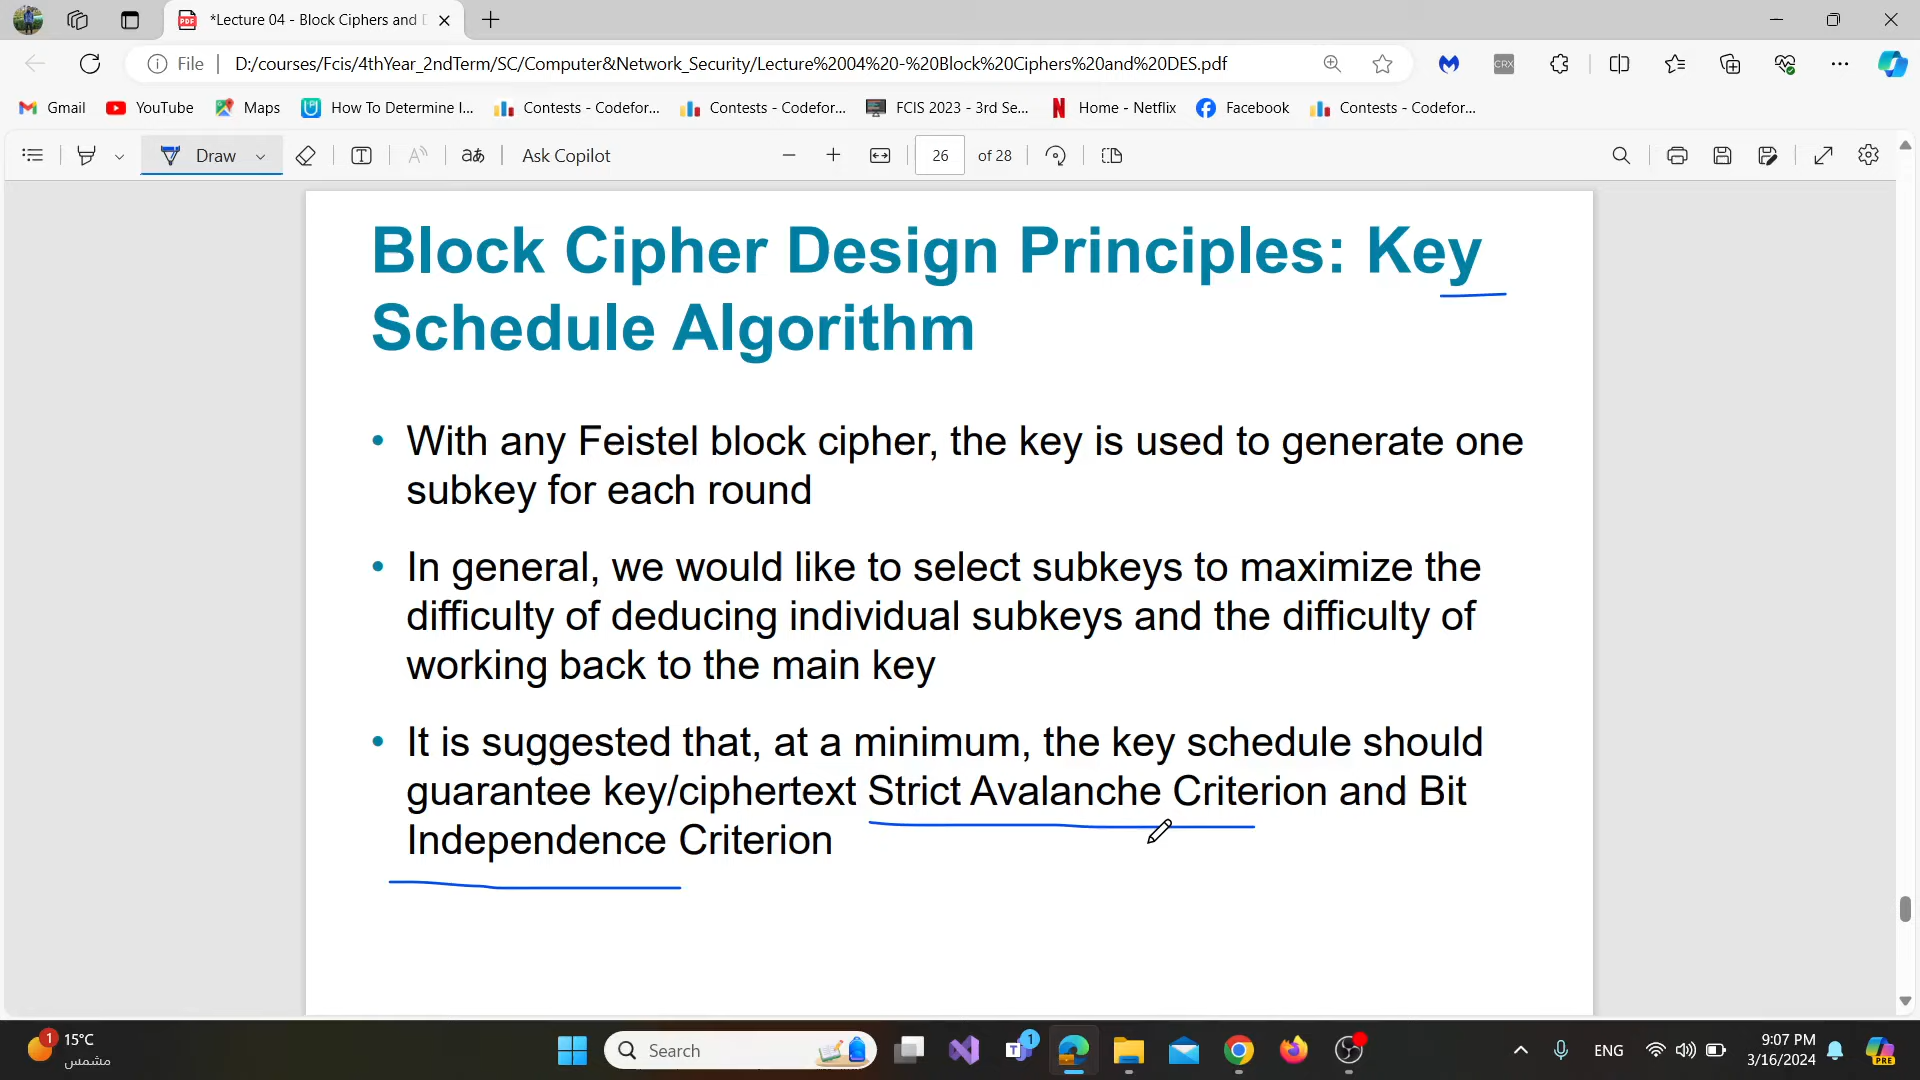 *Lecture 04 - Block Ciphers and D
File
D:/courses/Fcis/4thYear_2ndTerm/SC/Computer&Network_Security/Lecture%2004%20-%20Block%20Ciphers%20and%20DES.pdf
CRX
Gmail
YouTube
Maps
How To Determine I...
Contests - Codefor...
Contests - Codefor...
FCIS 2023 - 3rd Se...
Home - Netflix
Facebook
Contests - Codefor...
Draw
Ask Copilot
26 of 28
Block Cipher Design Principles: Key
Schedule Algorithm
• With any Feistel block cipher, the key is used to generate one
subkey for each round
• In general, we would like to select subkeys to maximize the
difficulty of deducing individual subkeys and the difficulty of
working back to the main key
• It is suggested that, at a minimum, the key schedule should
guarantee key/ciphertext Strict Avalanche Criterion and Bit
Independence Criterion
1
15°C
مشمس
Search
1
ENG
9:07 PM
3/16/2024
PRE